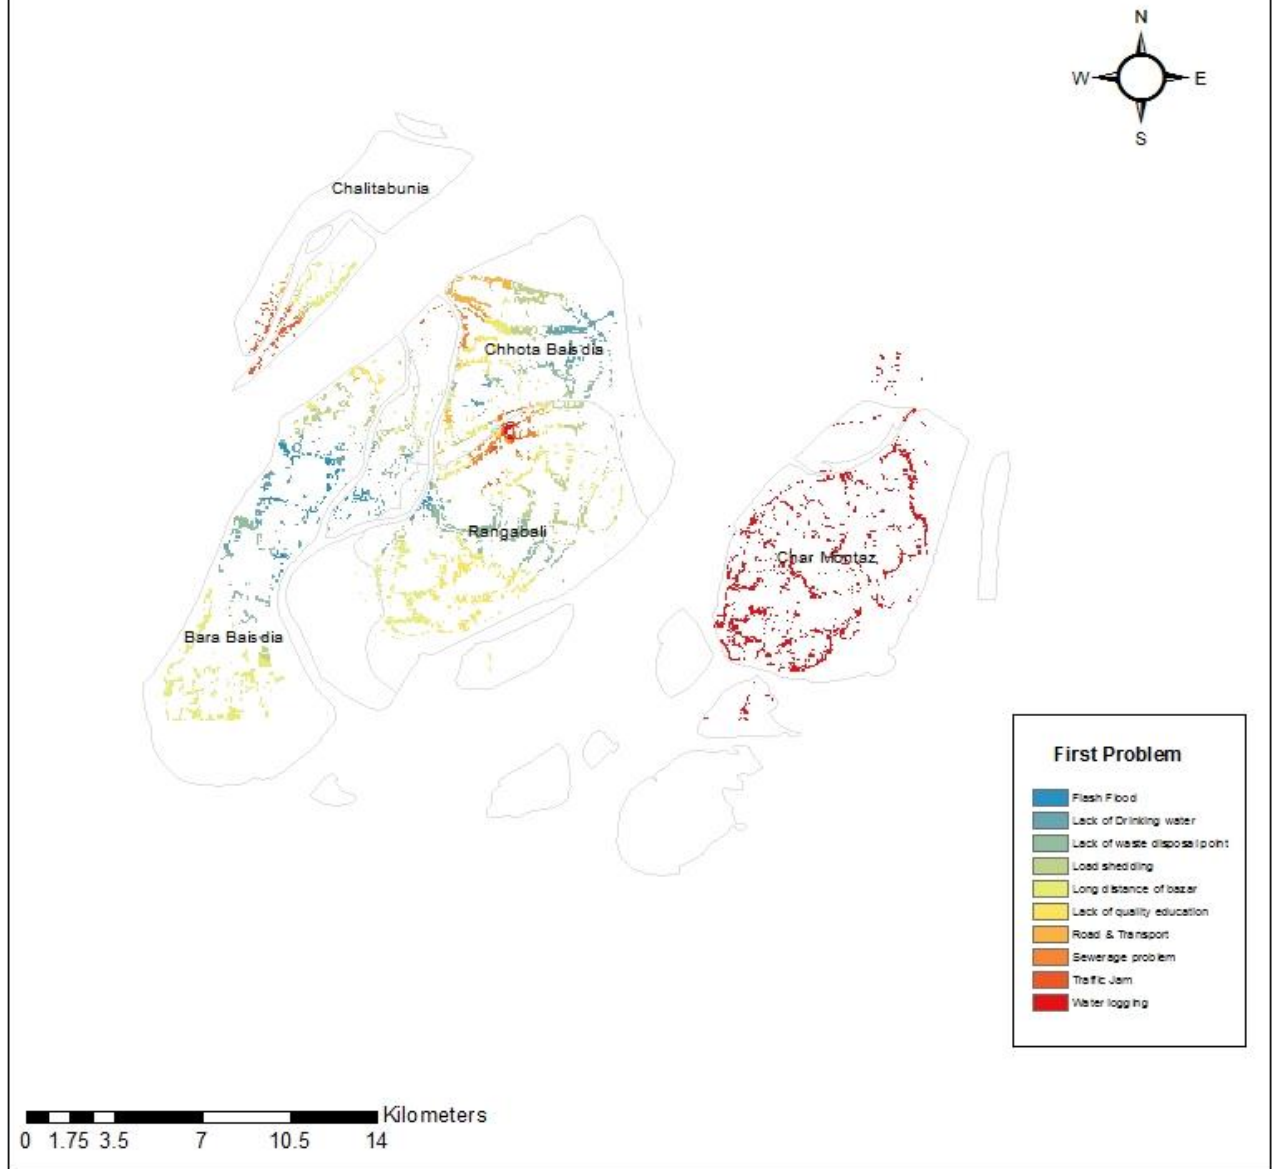 N
W E
S
Chalitabunia
Chhota Baisdia
Rangabali
Char Montaz
Bara Baisdia
First Problem
Flash Flood
Lack of Drinking water
Lack of waste disposal point
Load shedding
Long distance of bazar
Lack of quality education
Road & Transport
Sewerage problem
Traffic Jam
Water logging
Kilometers
0 1.75 3.5 7 10.5 14